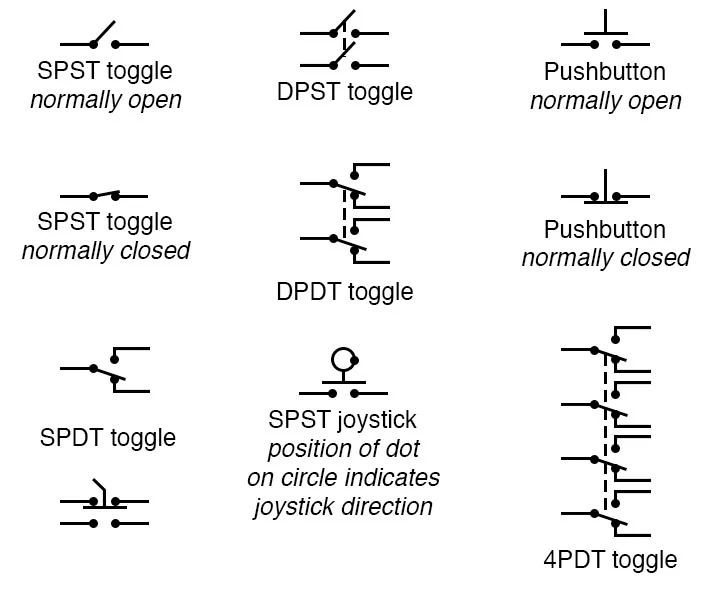 SPST toggle
normally open
DPST toggle
Pushbutton
normally open
SPST toggle
normally closed
DPDT toggle
Pushbutton
normally closed
SPDT toggle
SPST joystick
position of dot
on circle indicates
joystick direction
4PDT toggle